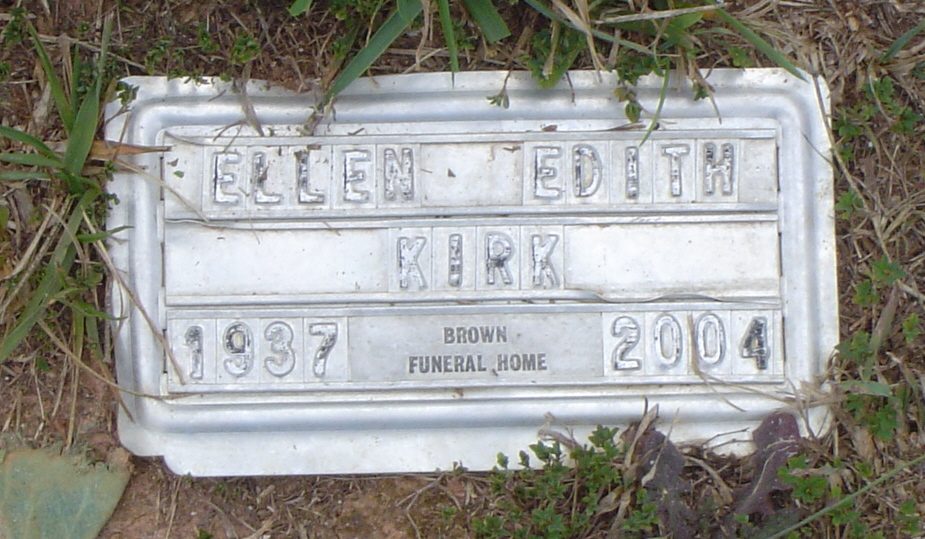 ELLEN EDITH
KIRK
1937 BROWN FUNERAL HOME 2004